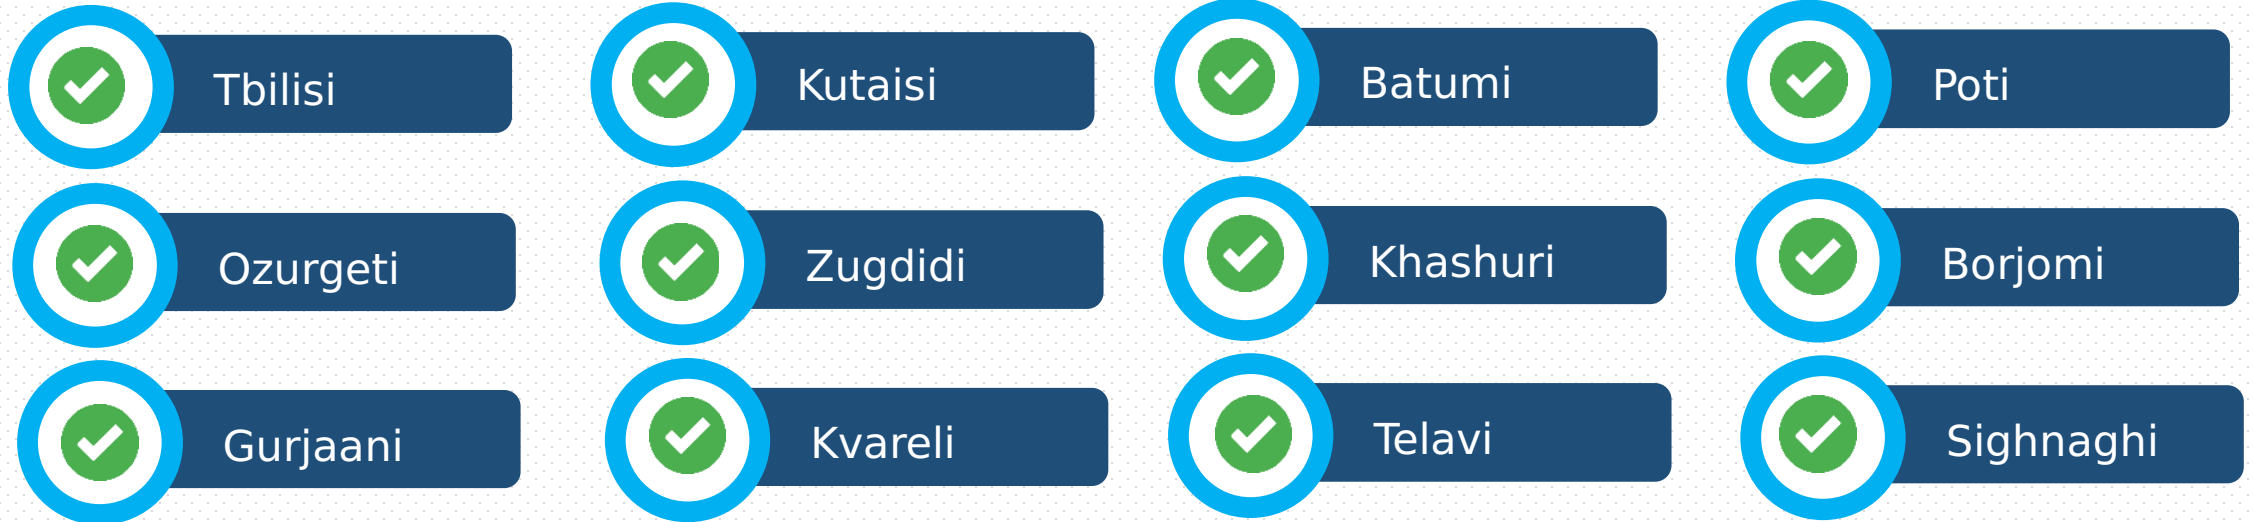 Tbilisi
Kutaisi
Batumi
Poti
Ozurgeti
Zugdidi
Khashuri
Borjomi
Gurjaani
Kvareli
Telavi
Sighnaghi